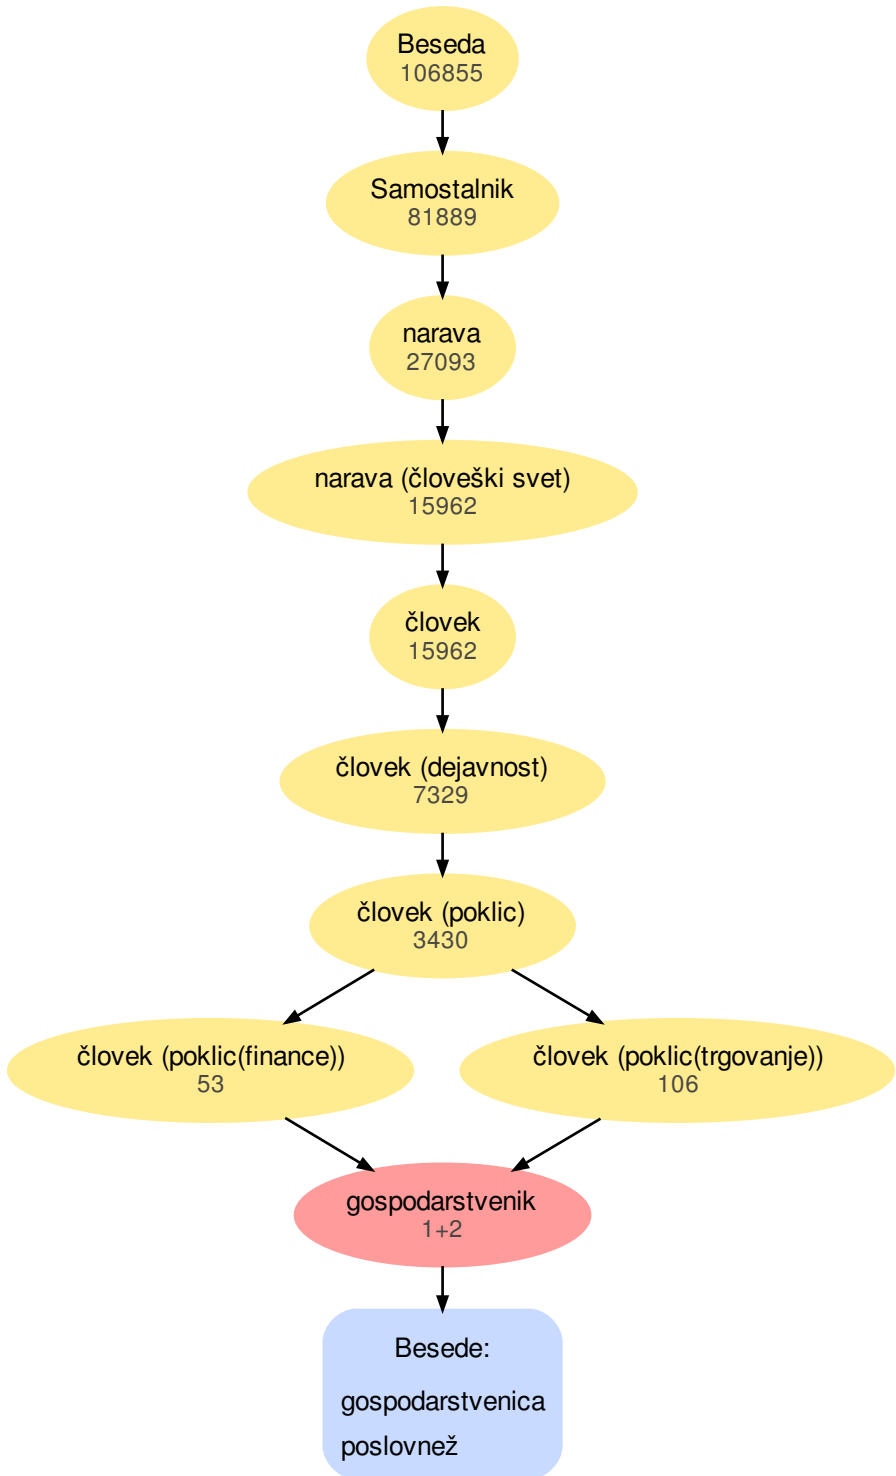 Beseda
106855
Samostalnik
81889
narava
27093
narava (človeški svet)
15962
človek
15962
človek (dejavnost)
7329
človek (poklic)
3430
človek (poklic(finance))
53
človek (poklic(trgovanje))
106
gospodarstvenik
1+2
Besede:
gospodarstvenica
poslovnež